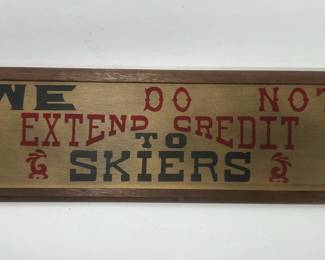 WE DO NOT
EXTEND CREDIT
TO
SKIERS